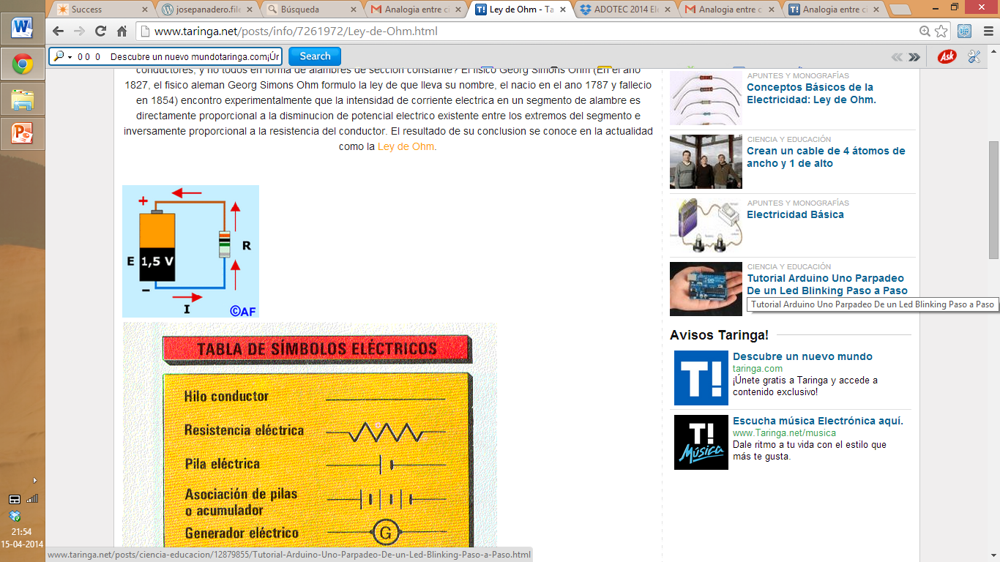 Success
josepanadero.file
Búsqueda
Analogia entre ci
Ley de Ohm - Ta
ADOTEC 2014 Ele
Analogia entre c
Analogia entre ci
www.taringa.net/posts/info/7261972/Ley-de-Ohm.html
0 0 0 Descubre un nuevo mundotaringa.com¡Úr
Search
Ask
conductores, y no todos en forma de alambres de seccion constante? El fisico Georg Simons Ohm (En el ano
1827, el fisico aleman Georg Simons Ohm formulo la ley de que lleva su nombre, el nacio en el ano 1787 y fallecio
en 1854) encontro experimentalmente que la intensidad de corriente electrica en un segmento de alambre es
directamente proporcional a la disminucion de potencial electrico existente entre los extremos del segmento e
inversamente proporcional a la resistencia del conductor. El resultado de su conclusion se conoce en la actualidad
como la Ley de Ohm.
+
R
E 1,5 V
−
I
©AF
TABLA DE SÍMBOLOS ELÉCTRICOS
Hilo conductor
Resistencia eléctrica
Pila eléctrica
Asociación de pilas
o acumulador
Generador eléctrico
G
APUNTES Y MONOGRAFÍAS
Conceptos Básicos de la
Electricidad: Ley de Ohm.
CIENCIA Y EDUCACIÓN
Crean un cable de 4 átomos de
ancho y 1 de alto
APUNTES Y MONOGRAFÍAS
Electricidad Básica
CIENCIA Y EDUCACIÓN
Tutorial Arduino Uno Parpadeo
De un Led Blinking Paso a Paso
Tutorial Arduino Uno Parpadeo De un Led Blinking Paso a Paso
Avisos Taringa!
T!
Descubre un nuevo mundo
taringa.com
¡Únete gratis a Taringa y accede a
contenido exclusivo!
T!
Música
Escucha música Electrónica aquí.
www.Taringa.net/musica
Dale ritmo a tu vida con el estilo que
más te gusta.
21:54
15-04-2014
www.taringa.net/posts/ciencia-educacion/12879855/Tutorial-Arduino-Uno-Parpadeo-De-un-Led-Blinking-Paso-a-Paso.html